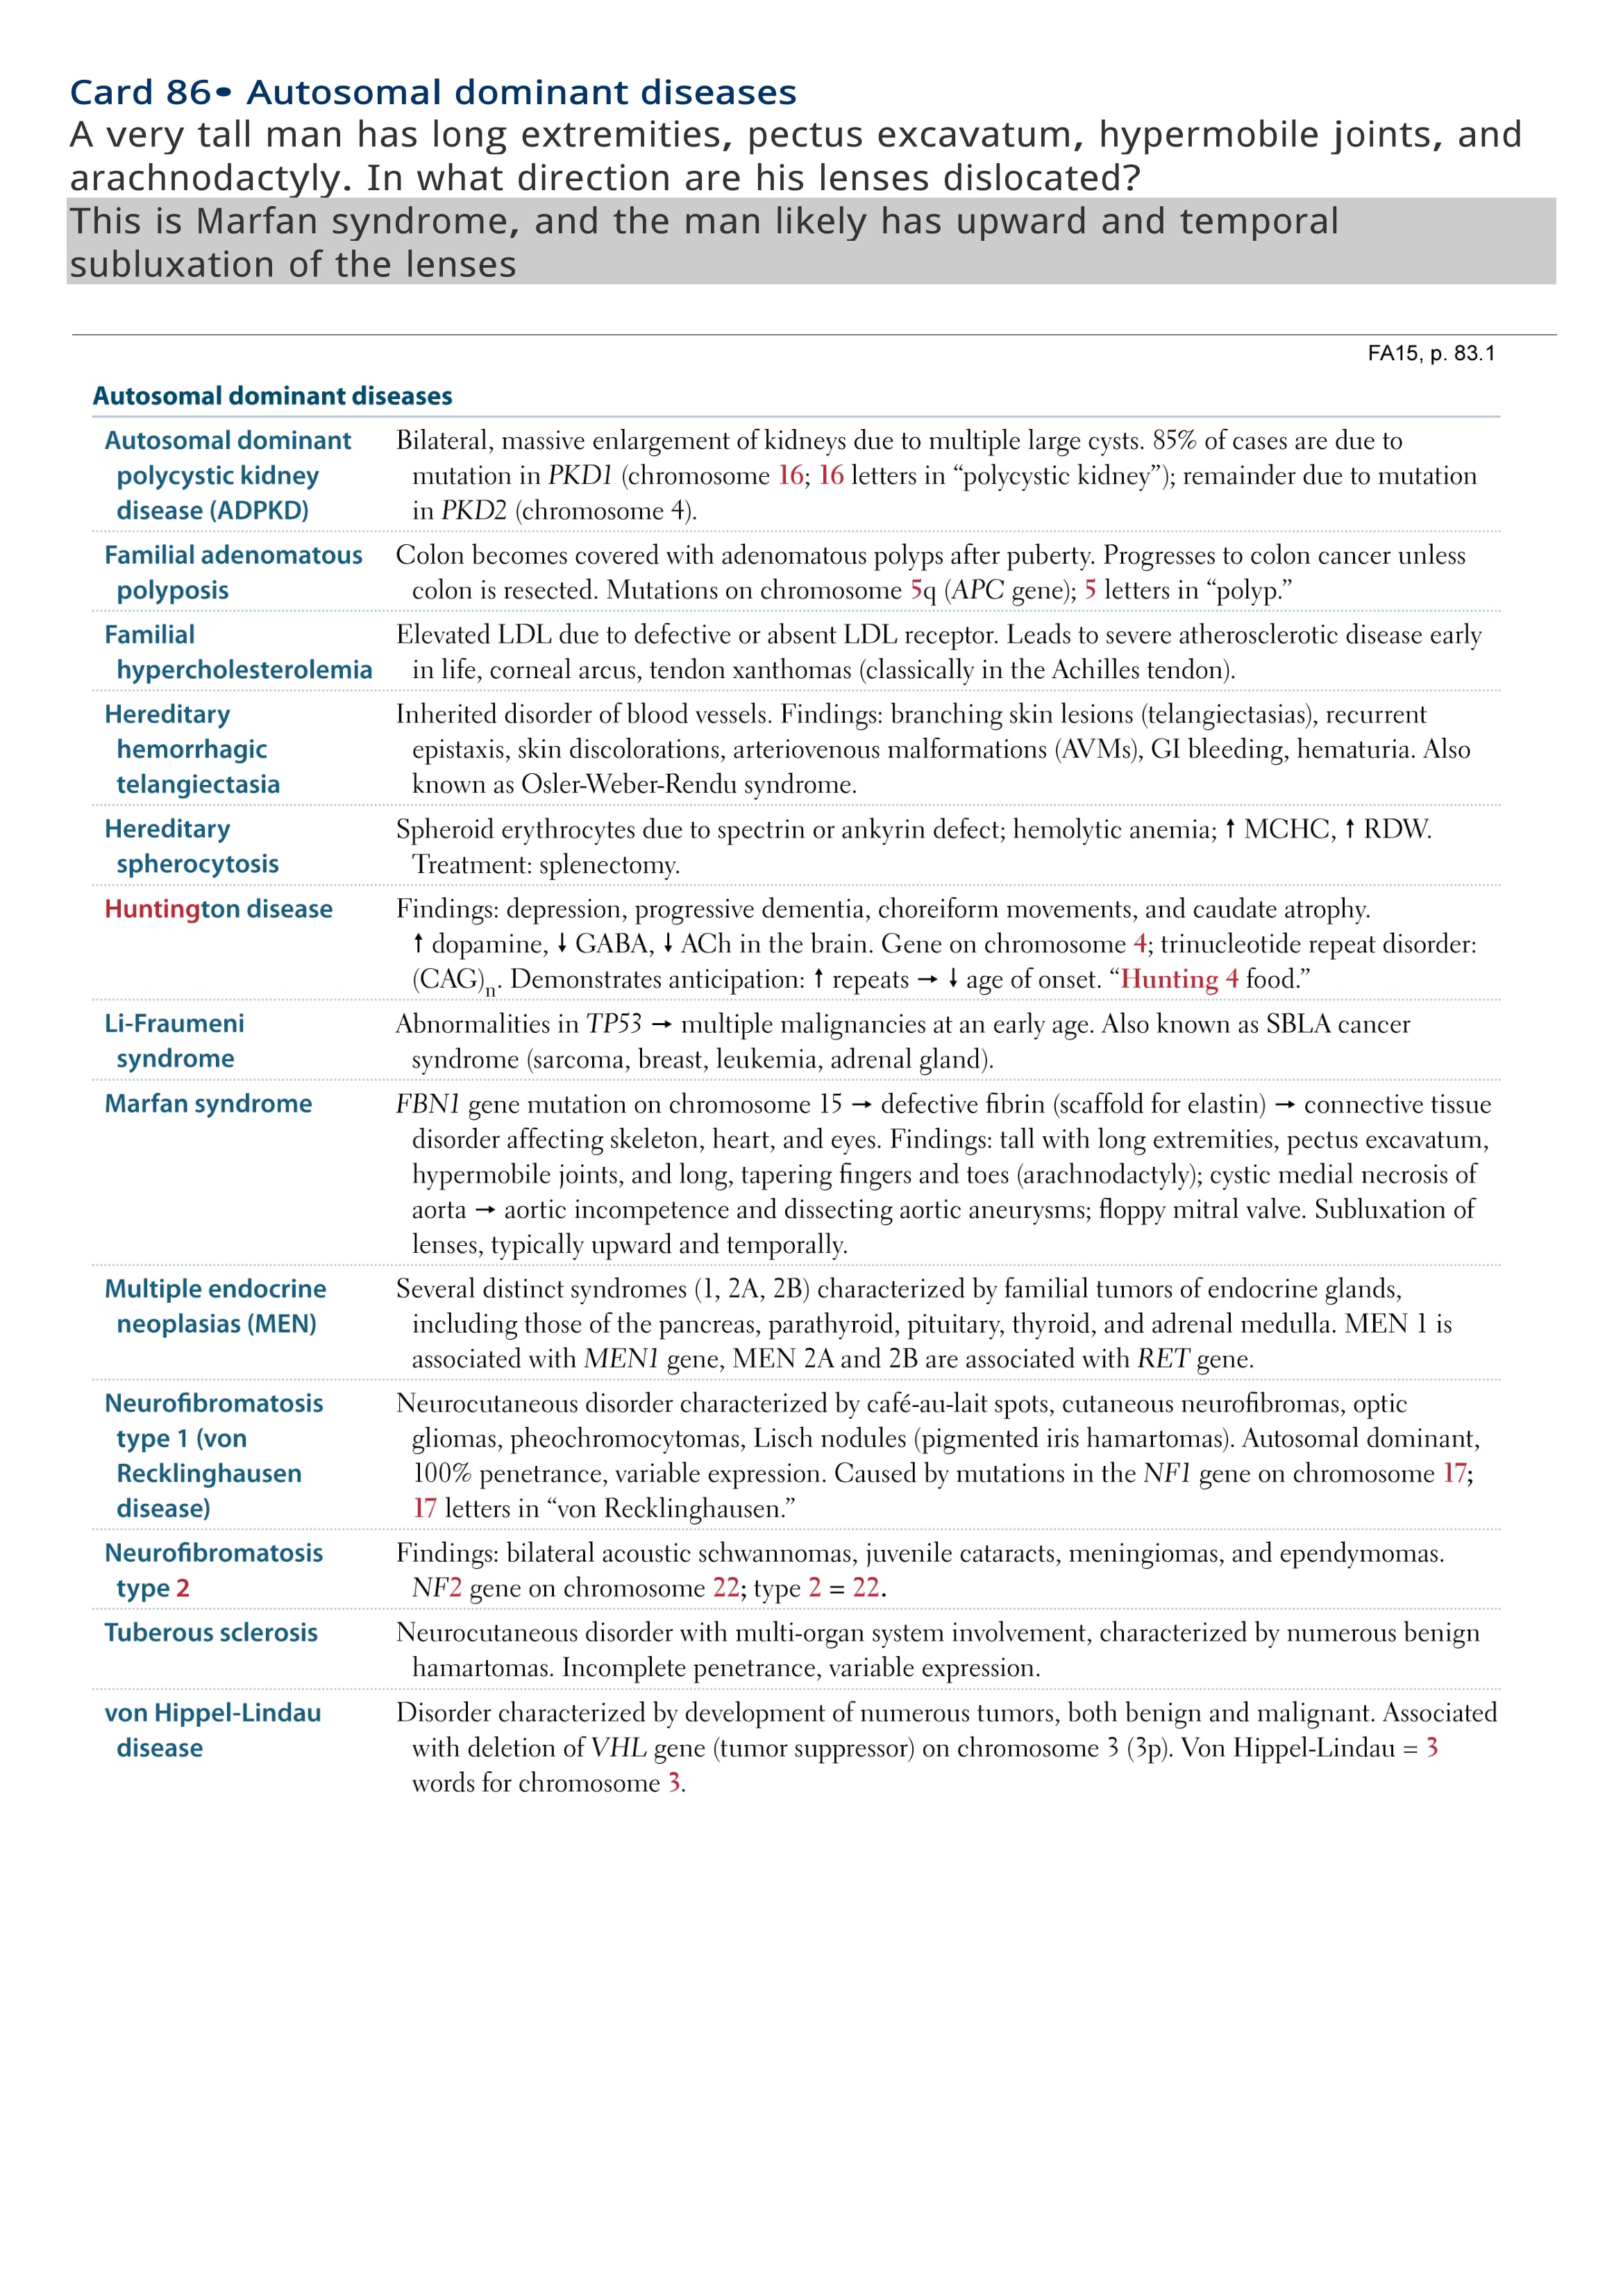 Card 86• Autosomal dominant diseases
A very tall man has long extremities, pectus excavatum, hypermobile joints, and
arachnodactyly. In what direction are his lenses dislocated?
This is Marfan syndrome, and the man likely has upward and temporal
subluxation of the lenses
FA15, p. 83.1
Autosomal dominant diseases
Autosomal dominant
polycystic kidney
disease (ADPKD)
Bilateral, massive enlargement of kidneys due to multiple large cysts. 85% of cases are due to
mutation in PKD1 (chromosome 16; 16 letters in “polycystic kidney”); remainder due to mutation
in PKD2 (chromosome 4).
Familial adenomatous
polyposis
Colon becomes covered with adenomatous polyps after puberty. Progresses to colon cancer unless
colon is resected. Mutations on chromosome 5q (APC gene); 5 letters in “polyp.”
Familial
hypercholesterolemia
Elevated LDL due to defective or absent LDL receptor. Leads to severe atherosclerotic disease early
in life, corneal arcus, tendon xanthomas (classically in the Achilles tendon).
Hereditary
hemorrhagic
telangiectasia
Inherited disorder of blood vessels. Findings: branching skin lesions (telangiectasias), recurrent
epistaxis, skin discolorations, arteriovenous malformations (AVMs), GI bleeding, hematuria. Also
known as Osler-Weber-Rendu syndrome.
Hereditary
spherocytosis
Spheroid erythrocytes due to spectrin or ankyrin defect; hemolytic anemia; ↑ MCHC, ↑ RDW.
Treatment: splenectomy.
Huntington disease
Findings: depression, progressive dementia, choreiform movements, and caudate atrophy.
↑ dopamine, ↓ GABA, ↓ ACh in the brain. Gene on chromosome 4; trinucleotide repeat disorder:
(CAG)n. Demonstrates anticipation: ↑ repeats → ↓ age of onset. “Hunting 4 food.”
Li-Fraumeni
syndrome
Abnormalities in TP53 → multiple malignancies at an early age. Also known as SBLA cancer
syndrome (sarcoma, breast, leukemia, adrenal gland).
Marfan syndrome
FBN1 gene mutation on chromosome 15 → defective fibrin (scaffold for elastin) → connective tissue
disorder affecting skeleton, heart, and eyes. Findings: tall with long extremities, pectus excavatum,
hypermobile joints, and long, tapering fingers and toes (arachnodactyly); cystic medial necrosis of
aorta → aortic incompetence and dissecting aortic aneurysms; floppy mitral valve. Subluxation of
lenses, typically upward and temporally.
Multiple endocrine
neoplasias (MEN)
Several distinct syndromes (1, 2A, 2B) characterized by familial tumors of endocrine glands,
including those of the pancreas, parathyroid, pituitary, thyroid, and adrenal medulla. MEN 1 is
associated with MEN1 gene, MEN 2A and 2B are associated with RET gene.
Neurofibromatosis
type 1 (von
Recklinghausen
disease)
Neurocutaneous disorder characterized by café-au-lait spots, cutaneous neurofibromas, optic
gliomas, pheochromocytomas, Lisch nodules (pigmented iris hamartomas). Autosomal dominant,
100% penetrance, variable expression. Caused by mutations in the NF1 gene on chromosome 17;
17 letters in “von Recklinghausen.”
Neurofibromatosis
type 2
Findings: bilateral acoustic schwannomas, juvenile cataracts, meningiomas, and ependymomas.
NF2 gene on chromosome 22; type 2 = 22.
Tuberous sclerosis
Neurocutaneous disorder with multi-organ system involvement, characterized by numerous benign
hamartomas. Incomplete penetrance, variable expression.
von Hippel-Lindau
disease
Disorder characterized by development of numerous tumors, both benign and malignant. Associated
with deletion of VHL gene (tumor suppressor) on chromosome 3 (3p). Von Hippel-Lindau = 3
words for chromosome 3.